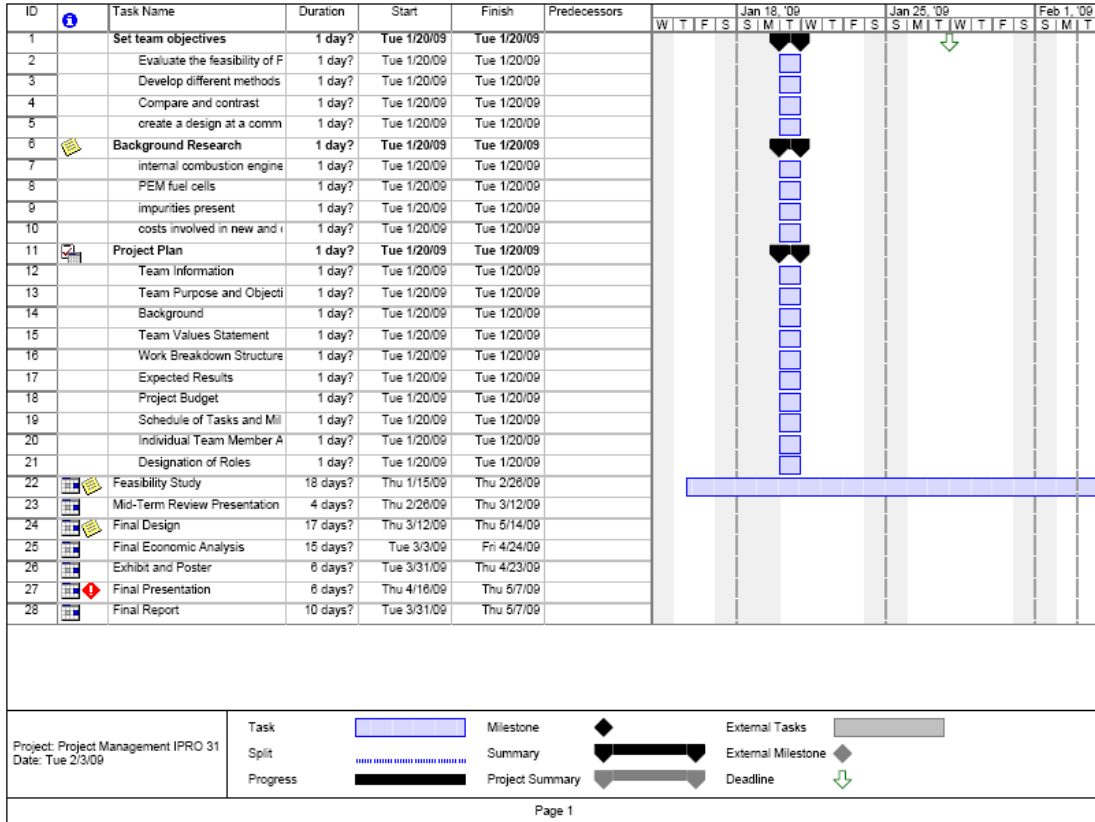 ID Task Name Duration Start Finish Predecessors Jan 18, '09 Jan 25, '09 Feb 1, '09
W T F S S M T W T F S S M T W T F S S M T
1 Set team objectives 1 day? Tue 1/20/09 Tue 1/20/09
2 Evaluate the feasibility of F 1 day? Tue 1/20/09 Tue 1/20/09
3 Develop different methods 1 day? Tue 1/20/09 Tue 1/20/09
4 Compare and contrast 1 day? Tue 1/20/09 Tue 1/20/09
5 create a design at a comm 1 day? Tue 1/20/09 Tue 1/20/09
6 Background Research 1 day? Tue 1/20/09 Tue 1/20/09
7 internal combustion engine 1 day? Tue 1/20/09 Tue 1/20/09
8 PEM fuel cells 1 day? Tue 1/20/09 Tue 1/20/09
9 impurities present 1 day? Tue 1/20/09 Tue 1/20/09
10 costs involved in new and 1 day? Tue 1/20/09 Tue 1/20/09
11 Project Plan 1 day? Tue 1/20/09 Tue 1/20/09
12 Team Information 1 day? Tue 1/20/09 Tue 1/20/09
13 Team Purpose and Objecti 1 day? Tue 1/20/09 Tue 1/20/09
14 Background 1 day? Tue 1/20/09 Tue 1/20/09
15 Team Values Statement 1 day? Tue 1/20/09 Tue 1/20/09
16 Work Breakdown Structure 1 day? Tue 1/20/09 Tue 1/20/09
17 Expected Results 1 day? Tue 1/20/09 Tue 1/20/09
18 Project Budget 1 day? Tue 1/20/09 Tue 1/20/09
19 Schedule of Tasks and Mil 1 day? Tue 1/20/09 Tue 1/20/09
20 Individual Team Member A 1 day? Tue 1/20/09 Tue 1/20/09
21 Designation of Roles 1 day? Tue 1/20/09 Tue 1/20/09
22 Feasibility Study 18 days? Thu 1/15/09 Thu 2/26/09
23 Mid-Term Review Presentation 4 days? Thu 2/26/09 Thu 3/12/09
24 Final Design 17 days? Thu 3/12/09 Thu 5/14/09
25 Final Economic Analysis 15 days? Tue 3/3/09 Fri 4/24/09
26 Exhibit and Poster 6 days? Tue 3/31/09 Thu 4/23/09
27 Final Presentation 6 days? Thu 4/16/09 Thu 5/7/09
28 Final Report 10 days? Tue 3/31/09 Thu 5/7/09
Project: Project Management IPRO 31
Date: Tue 2/3/09
Task Milestone External Tasks
Split Summary External Milestone
Progress Project Summary Deadline
Page 1